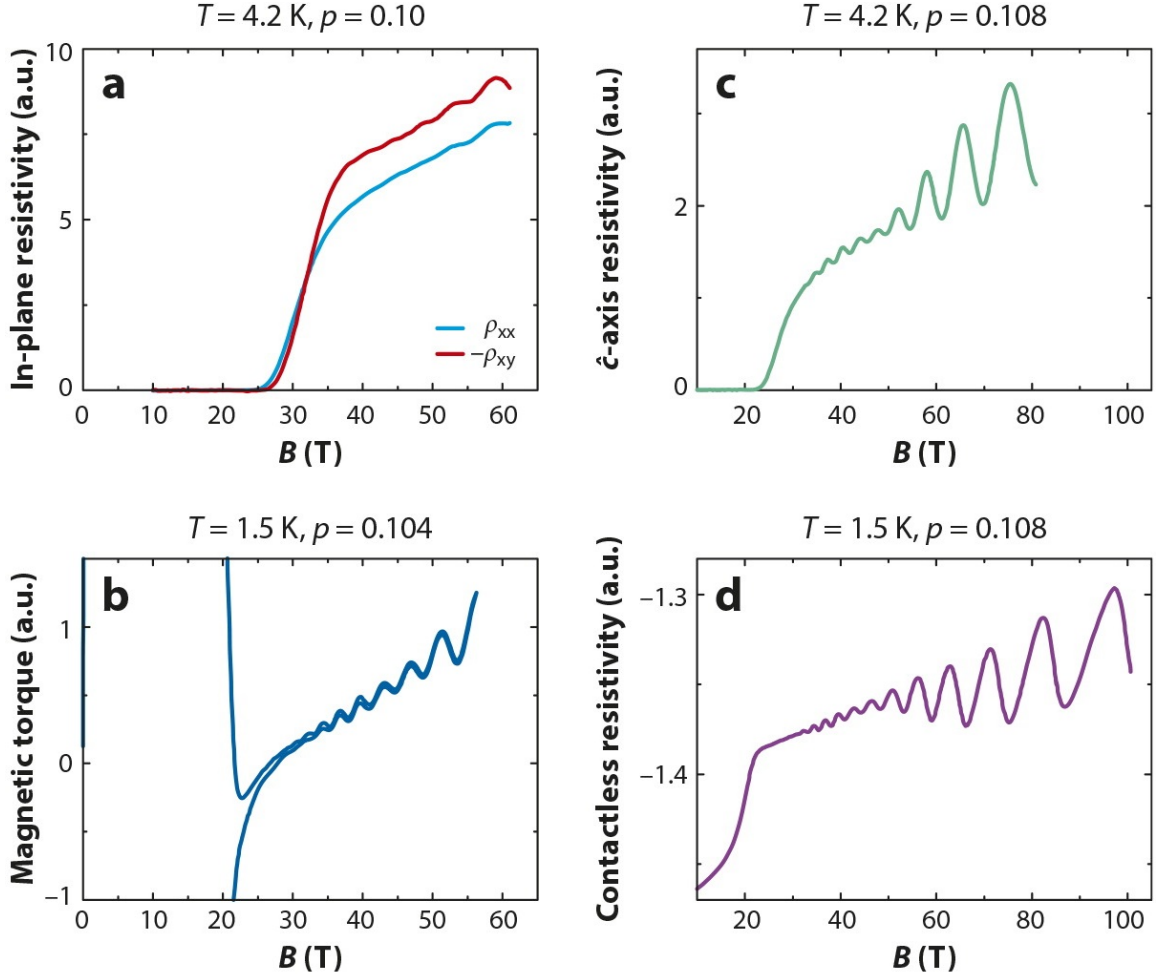 T = 4.2 K, p = 0.10
a
In-plane resistivity (a.u.)
10
5
0
ρxx
−ρxy
0 10 20 30 40 50 60
B (T)
T = 4.2 K, p = 0.108
c
ĉ-axis resistivity (a.u.)
2
0
20 40 60 80 100
B (T)
T = 1.5 K, p = 0.104
b
Magnetic torque (a.u.)
1
0
−1
0 10 20 30 40 50 60
B (T)
T = 1.5 K, p = 0.108
d
Contactless resistivity (a.u.)
−1.3
−1.4
20 40 60 80 100
B (T)